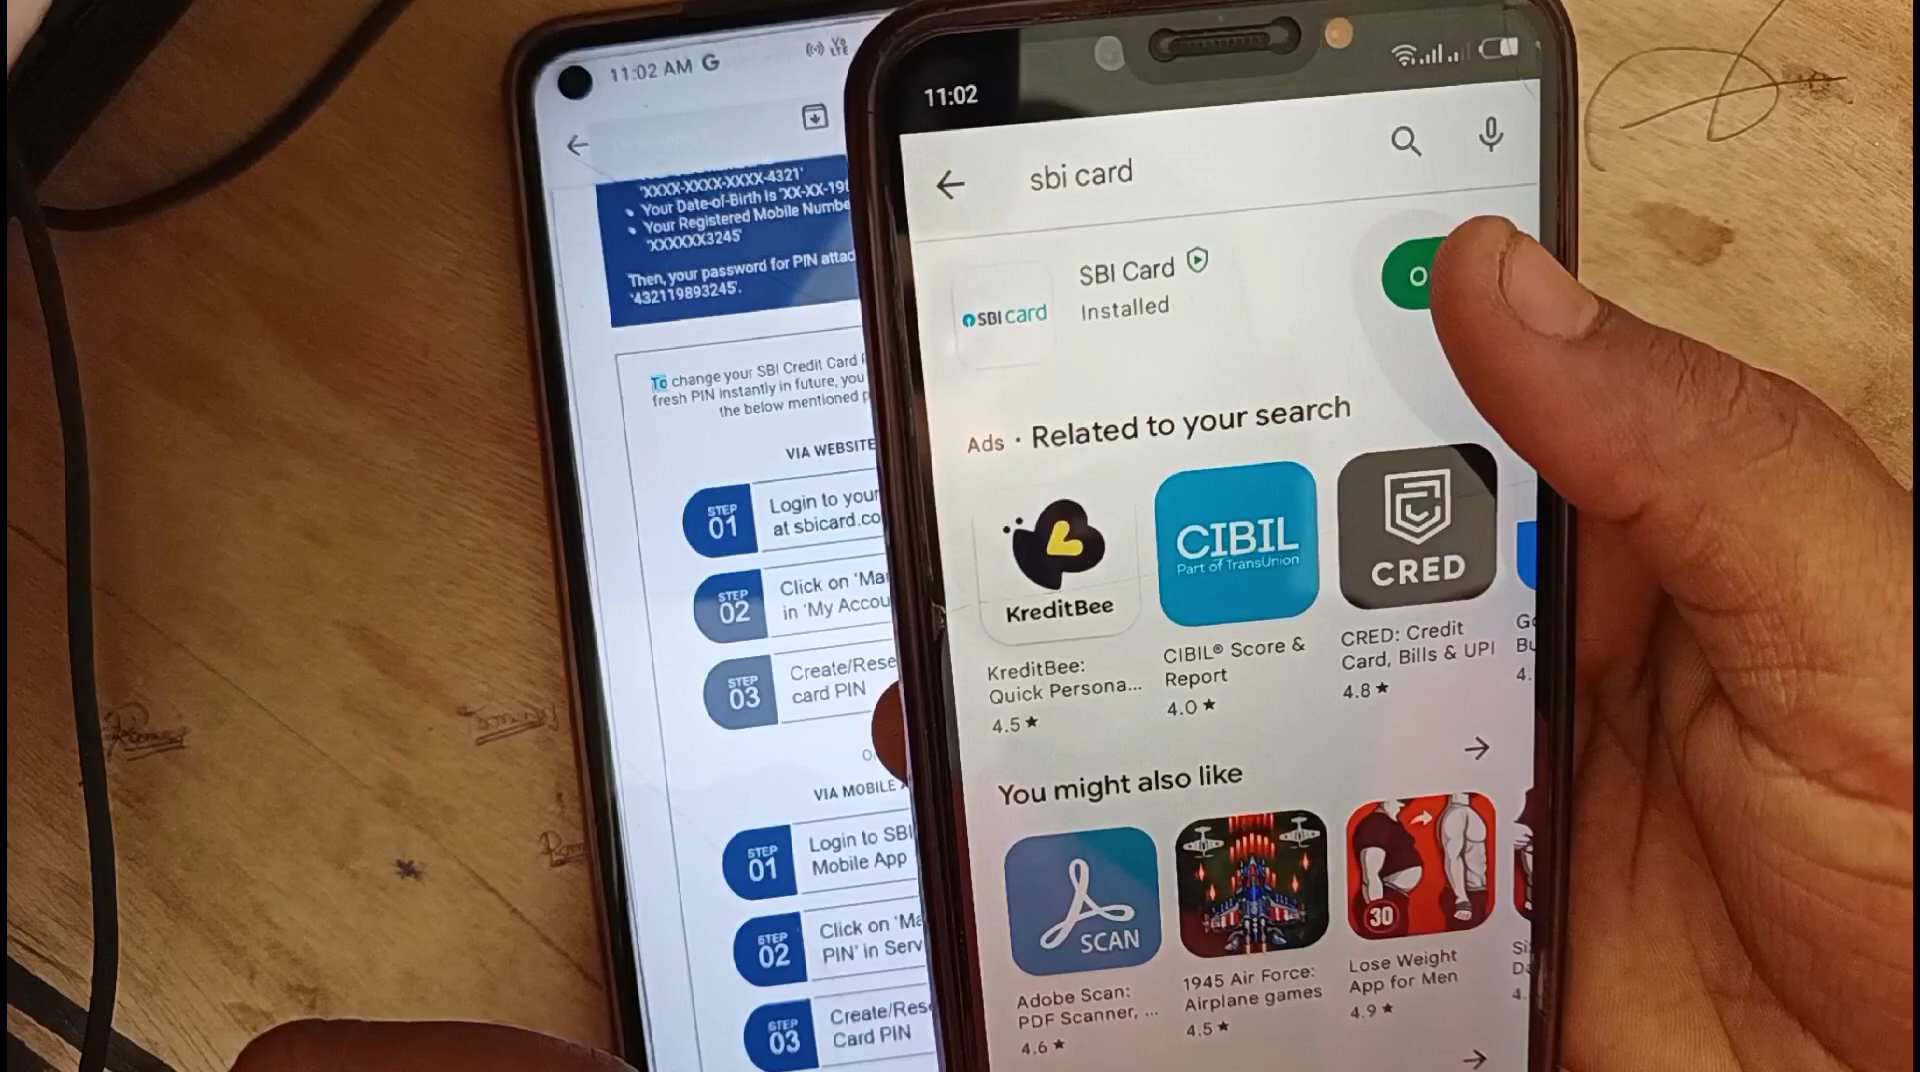 11:02 AM G
'XXXX-XXXX-XXXX-4321'
Your Date-of-Birth is 'XX-XX-19
Your Registered Mobile Numbe
'XXXXXX3245'
Then, your password for PIN attac
'432119893245'.
To change your SBI Credit Card
fresh PIN instantly in future, you
the below mentioned p
VIA WEBSITE
STEP
01
Login to your
at sbicard.co
STEP
02
Click on 'Ma
in 'My Accou
STEP
03
Create/Rese
card PIN
VIA MOBILE
STEP
01
Login to SBI
Mobile App
STEP
02
Click on 'Ma
PIN' in Serv
STEP
03
Create/Res
Card PIN
11:02
sbi card
SBI card
SBI Card
Installed
O
Ads · Related to your search
KreditBee
CIBIL
Part of TransUnion
CRED
KreditBee:
Quick Persona...
4.5 ★
CIBIL® Score &
Report
4.0 ★
CRED: Credit
Card, Bills & UPI
4.8 ★
4.
You might also like
SCAN
30
Adobe Scan:
PDF Scanner, ...
4.6 ★
1945 Air Force:
Airplane games
4.5 ★
Lose Weight
App for Men
4.9 ★
4.